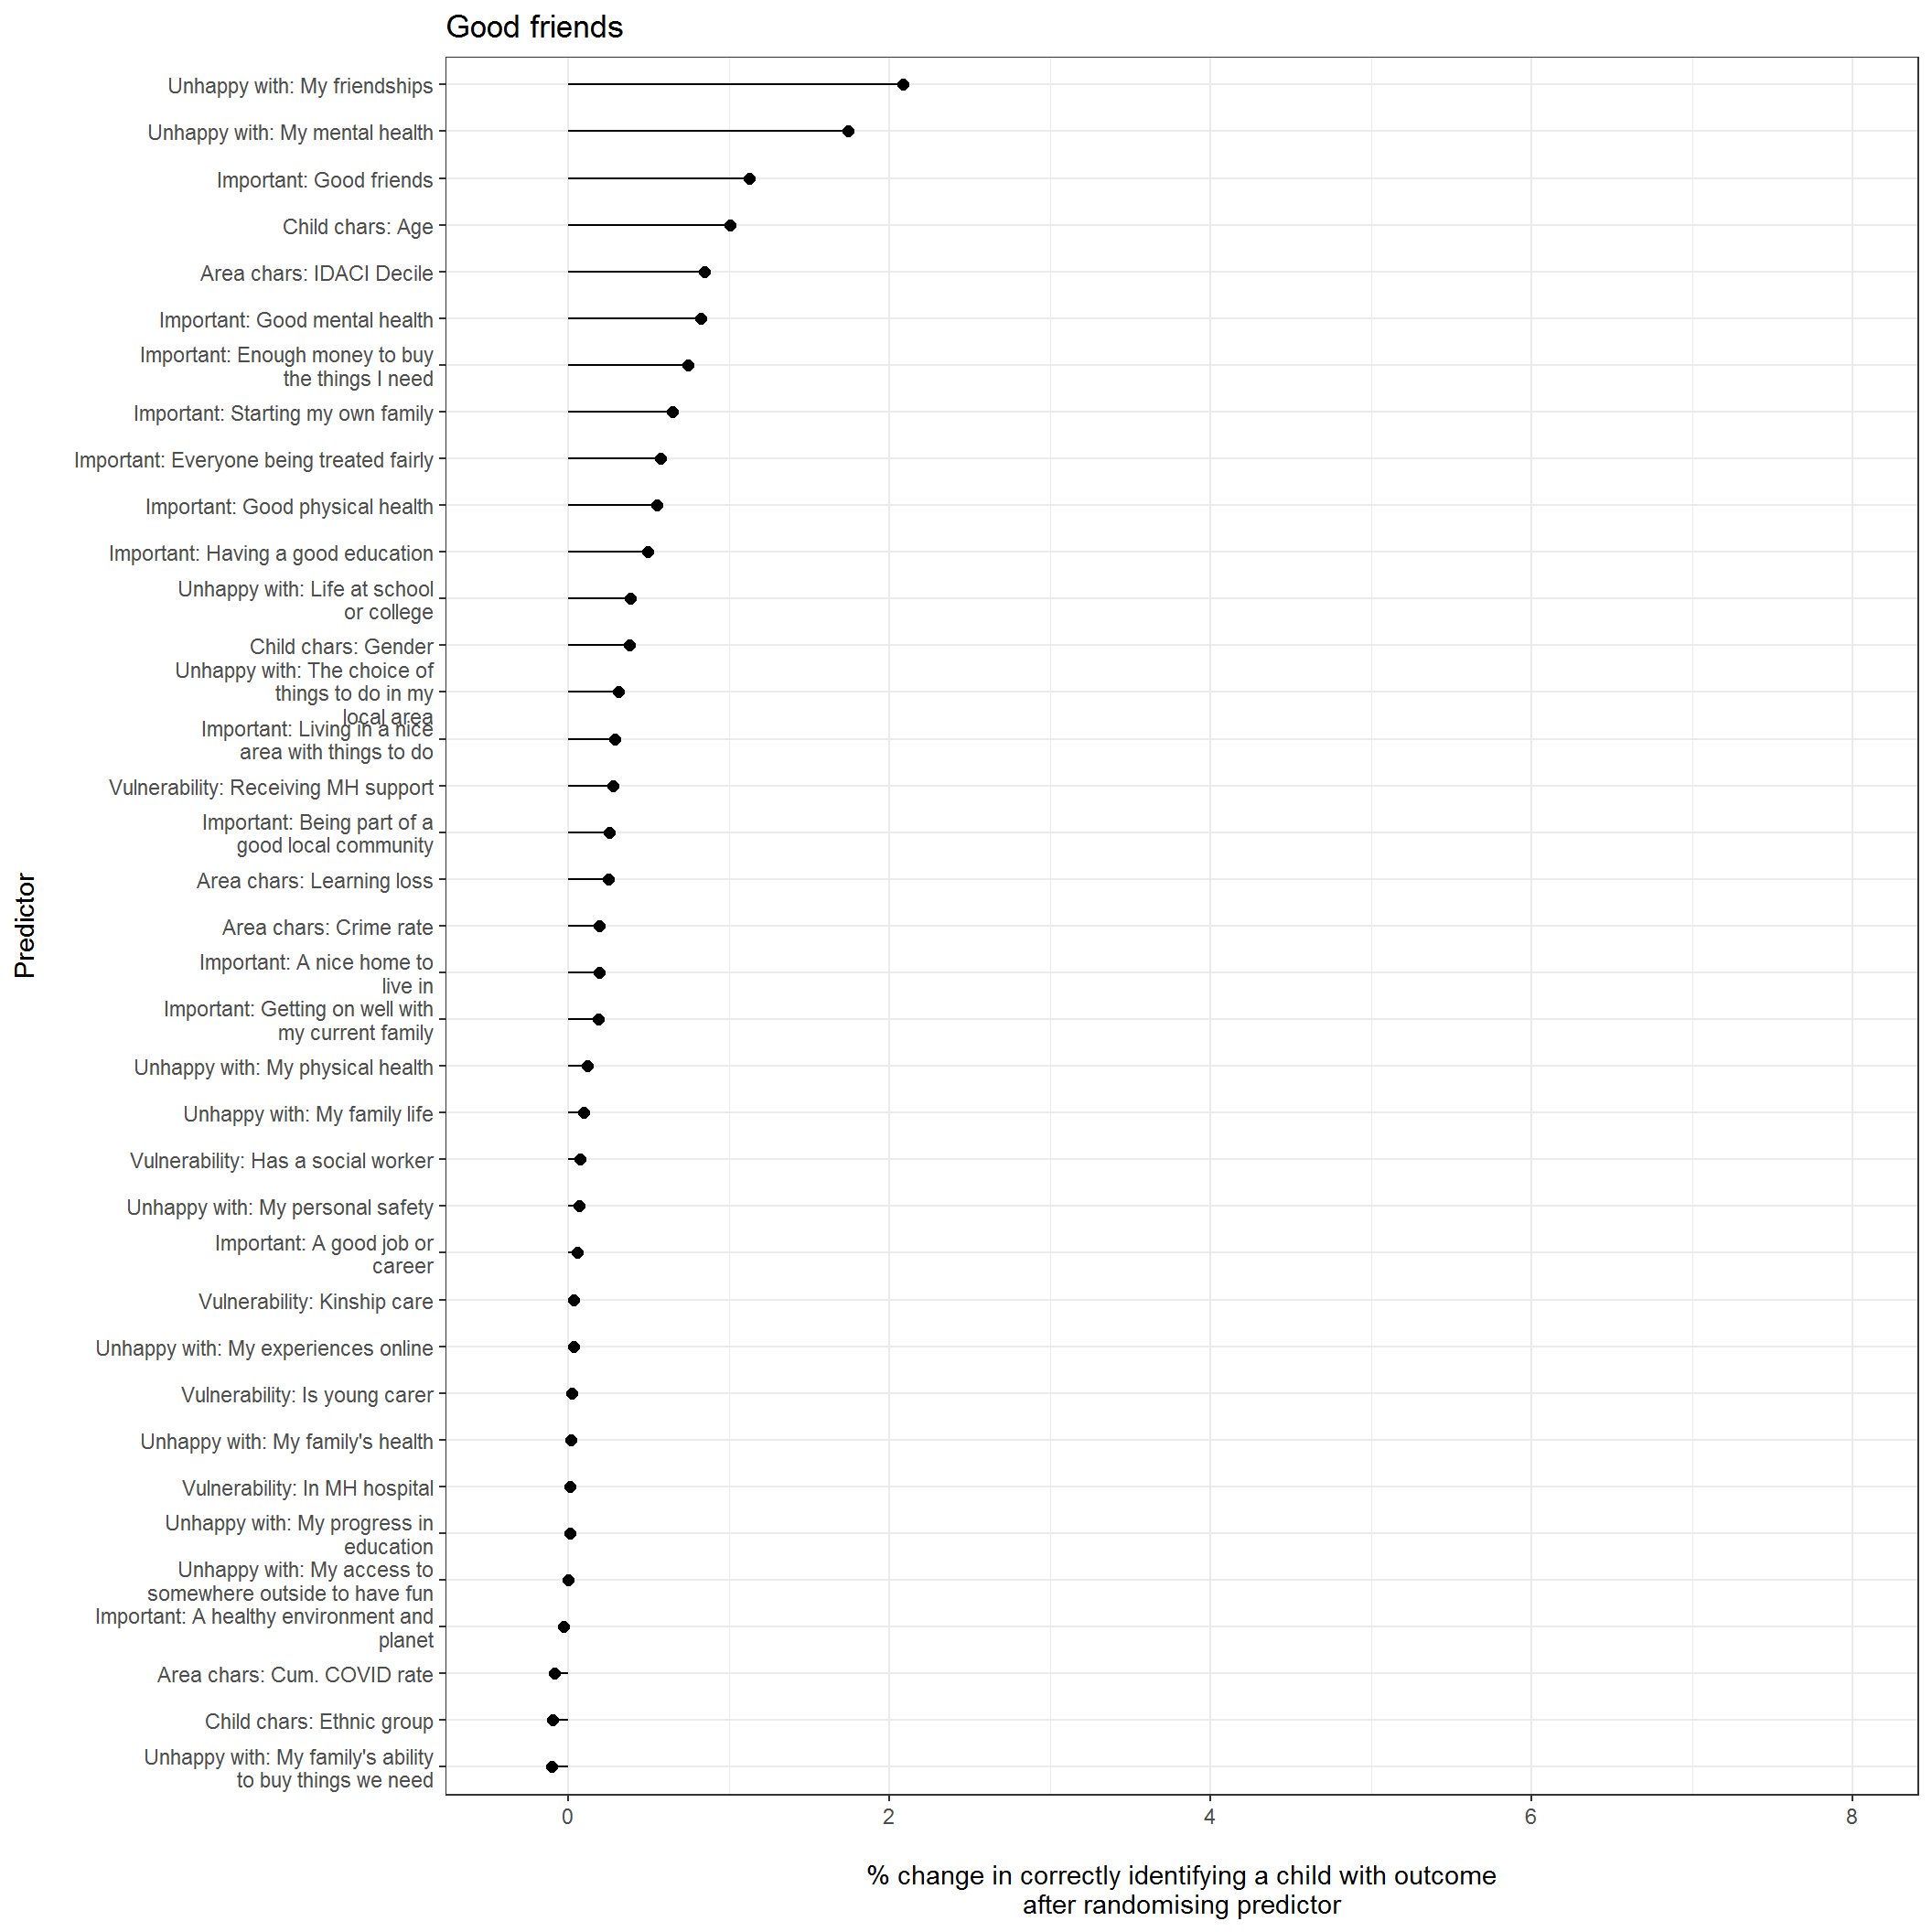 Good friends
Unhappy with: My friendships
Unhappy with: My mental health
Important: Good friends
Child chars: Age
Area chars: IDACI Decile
Important: Good mental health
Important: Enough money to buy
the things I need
Important: Starting my own family
Important: Everyone being treated fairly
Important: Good physical health
Important: Having a good education
Unhappy with: Life at school
or college
Child chars: Gender
Unhappy with: The choice of
things to do in my
local area
Important: Living in a nice
area with things to do
Vulnerability: Receiving MH support
Important: Being part of a
good local community
Area chars: Learning loss
Area chars: Crime rate
Important: A nice home to
live in
Important: Getting on well with
my current family
Unhappy with: My physical health
Unhappy with: My family life
Vulnerability: Has a social worker
Unhappy with: My personal safety
Important: A good job or
career
Vulnerability: Kinship care
Unhappy with: My experiences online
Vulnerability: Is young carer
Unhappy with: My family's health
Vulnerability: In MH hospital
Unhappy with: My progress in
education
Unhappy with: My access to
somewhere outside to have fun
Important: A healthy environment and
planet
Area chars: Cum. COVID rate
Child chars: Ethnic group
Unhappy with: My family's ability
to buy things we need
Predictor
0 2 4 6 8
% change in correctly identifying a child with outcome
after randomising predictor